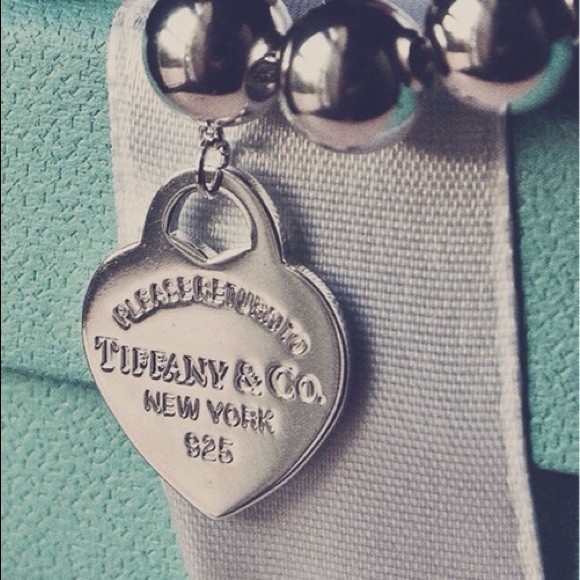 PLEASE RETURN TO
TIFFANY & CO.
NEW YORK
925